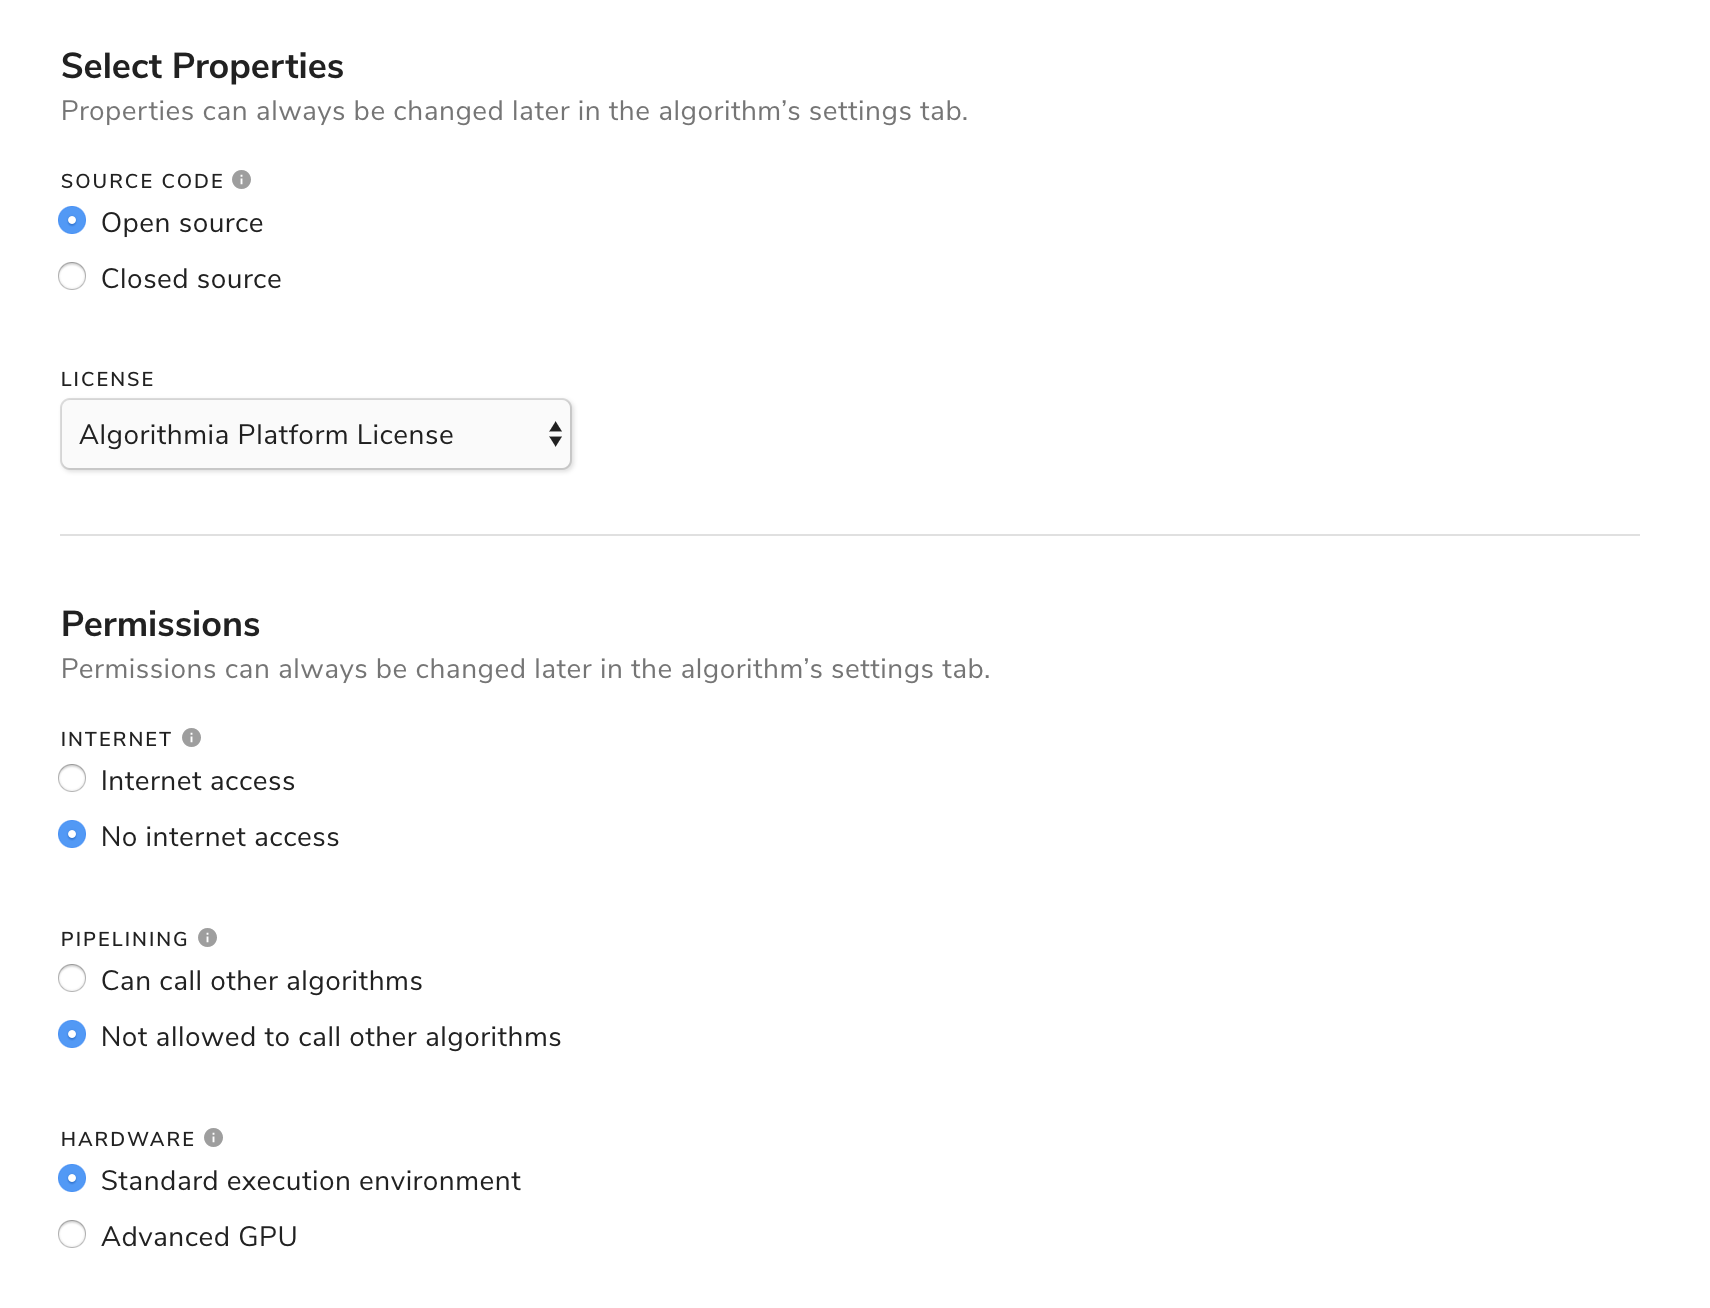 Select Properties
Properties can always be changed later in the algorithm’s settings tab.
SOURCE CODE
Open source
Closed source
LICENSE
Algorithmia Platform License
Permissions
Permissions can always be changed later in the algorithm’s settings tab.
INTERNET
Internet access
No internet access
PIPELINING
Can call other algorithms
Not allowed to call other algorithms
HARDWARE
Standard execution environment
Advanced GPU